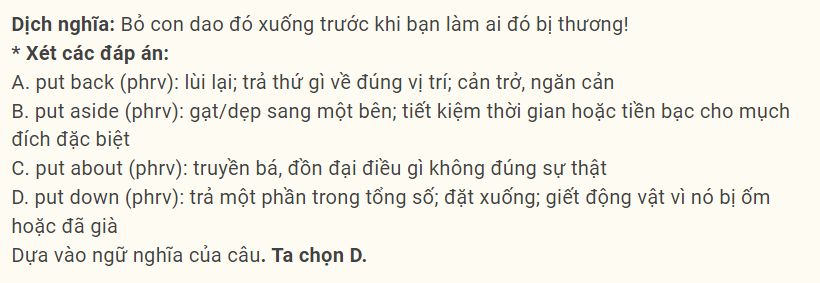 Dịch nghĩa: Bỏ con dao đó xuống trước khi bạn làm ai đó bị thương!
* Xét các đáp án:
A. put back (phrv): lùi lại; trả thứ gì về đúng vị trí; cản trở, ngăn cản
B. put aside (phrv): gạt/dẹp sang một bên; tiết kiệm thời gian hoặc tiền bạc cho mục̣h
đích đặc biệt
C. put about (phrv): truyền bá, đồn đại điều gì không đúng sự thật
D. put down (phrv): trả một phần trong tổng số; đặt xuống; giết động vật vì nó bị ốm
hoặc đã già
Dựa vào ngữ nghĩa của câu. Ta chọn D.